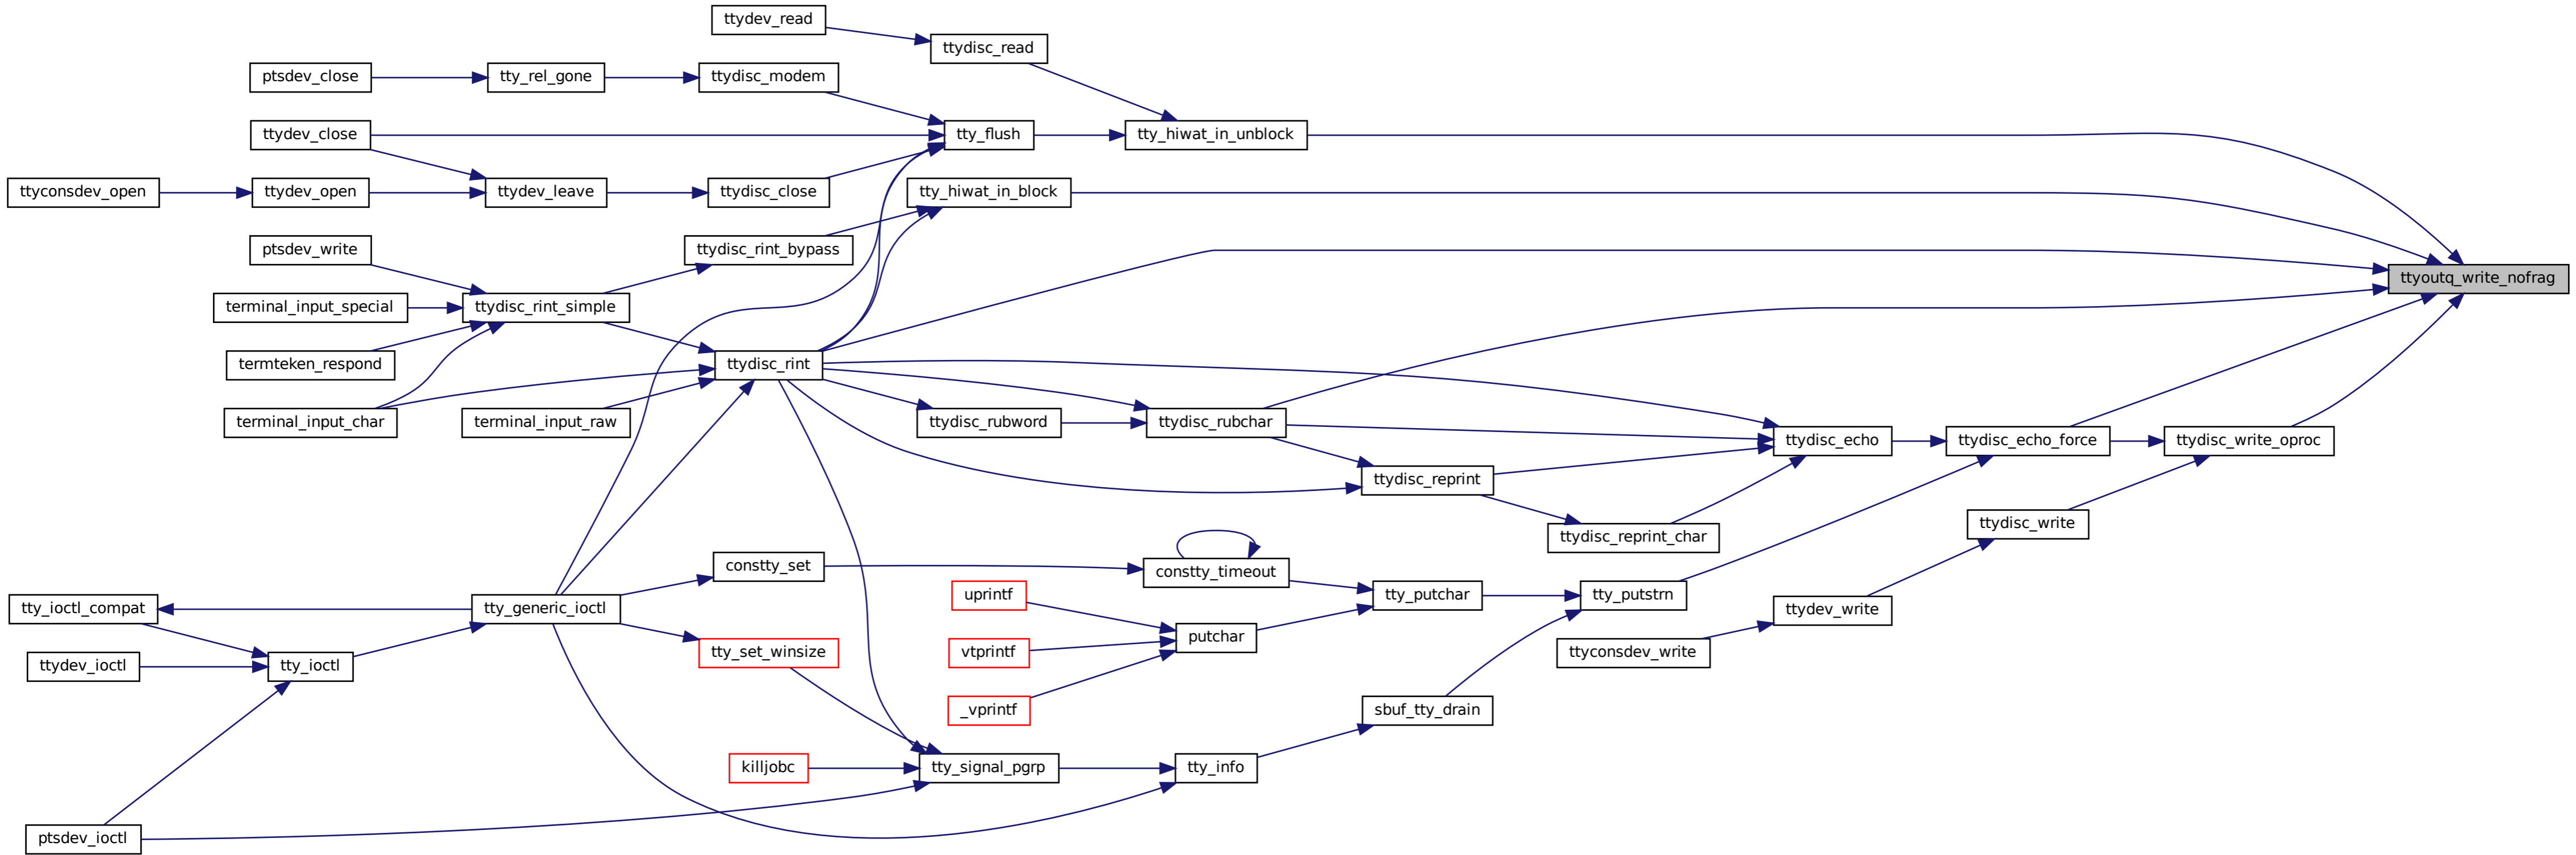 ttydev_read
ttydisc_read
ptsdev_close
tty_rel_gone
ttydisc_modem
ttydev_close
tty_flush
tty_hiwat_in_unblock
ttyconsdev_open
ttydev_open
ttydev_leave
ttydisc_close
tty_hiwat_in_block
ptsdev_write
ttydisc_rint_bypass
ttyoutq_write_nofrag
terminal_input_special
ttydisc_rint_simple
termteken_respond
ttydisc_rint
terminal_input_char
terminal_input_raw
ttydisc_rubword
ttydisc_rubchar
ttydisc_echo
ttydisc_echo_force
ttydisc_write_oproc
ttydisc_reprint
ttydisc_write
ttydisc_reprint_char
constty_set
constty_timeout
tty_ioctl_compat
tty_generic_ioctl
uprintf
tty_putchar
tty_putstrn
ttydev_write
putchar
ttydev_ioctl
tty_ioctl
tty_set_winsize
vtprintf
ttyconsdev_write
_vprintf
sbuf_tty_drain
killjobc
tty_signal_pgrp
tty_info
ptsdev_ioctl